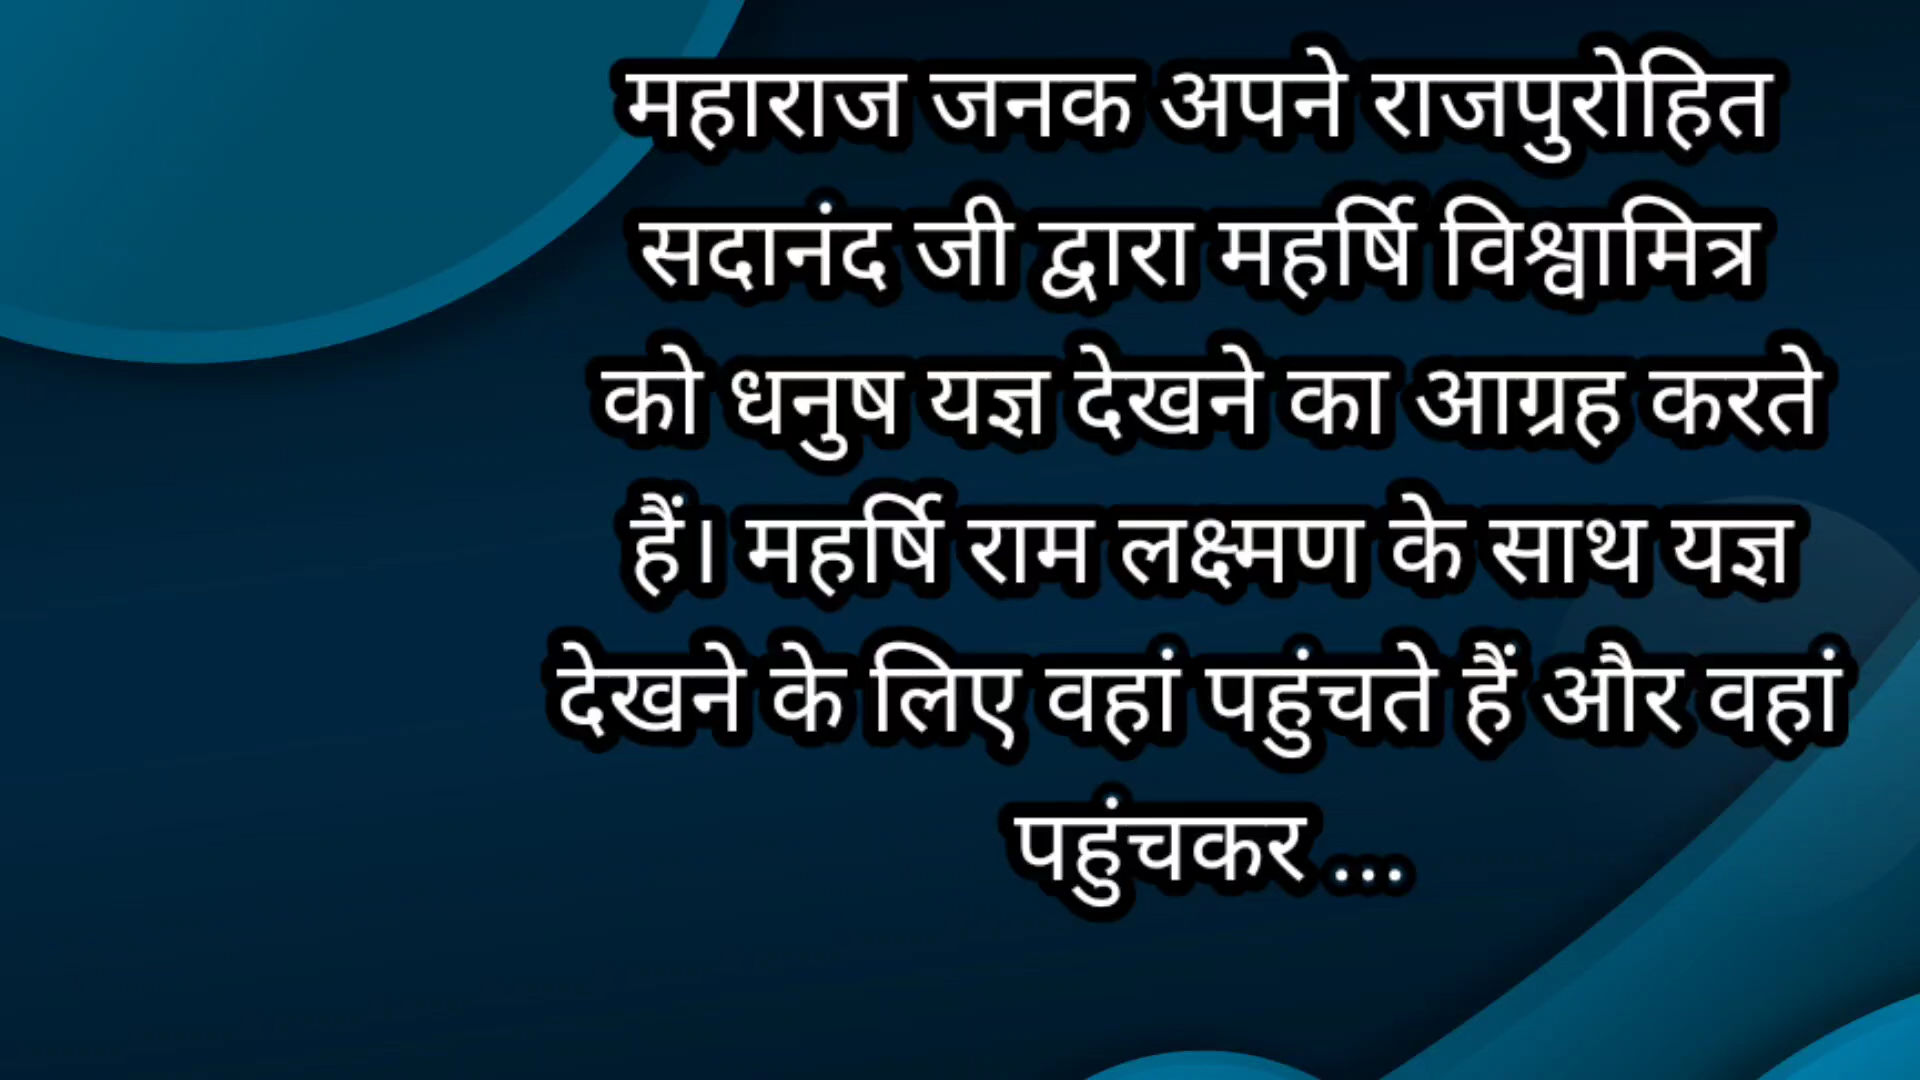 महाराज जनक अपने राजपुरोहित
सदानंद जी द्वारा महर्षि विश्वामित्र
को धनुष यज्ञ देखने का आग्रह करते
हैं। महर्षि राम लक्ष्मण के साथ यज्ञ
देखने के लिए वहां पहुंचते हैं और वहां
पहुंचकर ...